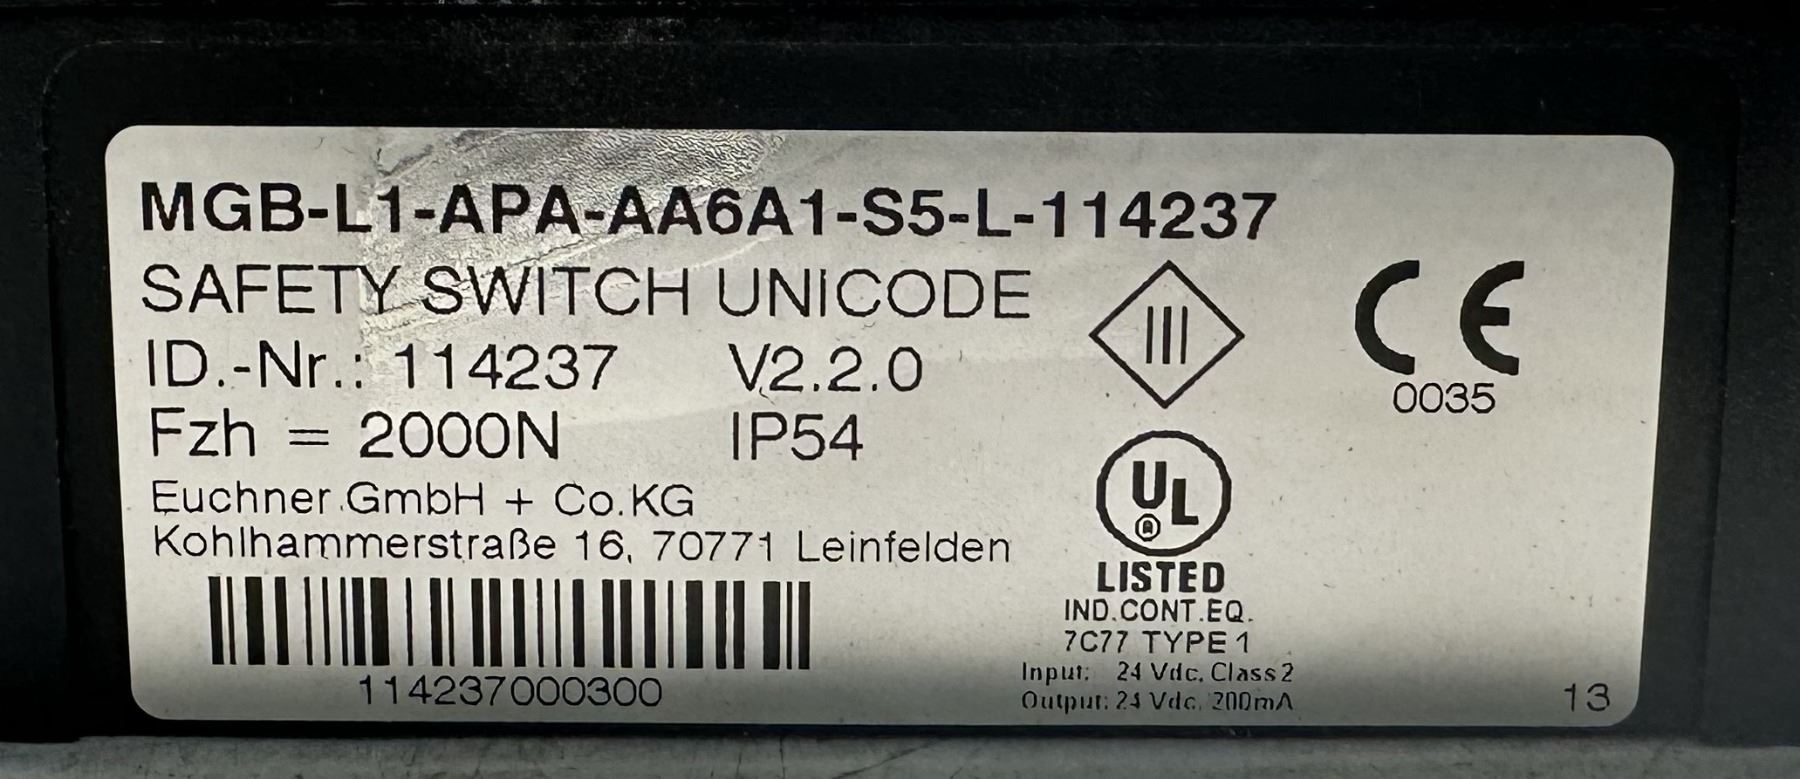 MGB-L1-APA-AA6A1-S5-L-114237
SAFETY SWITCH UNICODE
ID.-Nr.: 114237 V2.2.0
Fzh = 2000N IP54
Euchner GmbH + Co.KG
Kohlhammerstraße 16, 70771 Leinfelden
114237000300
III
CE
0035
UL
®
LISTED
IND.CONT.EQ.
7C77 TYPE 1
Input: 24 Vdc, Class 2
Output: 24 Vdc, 200mA
13